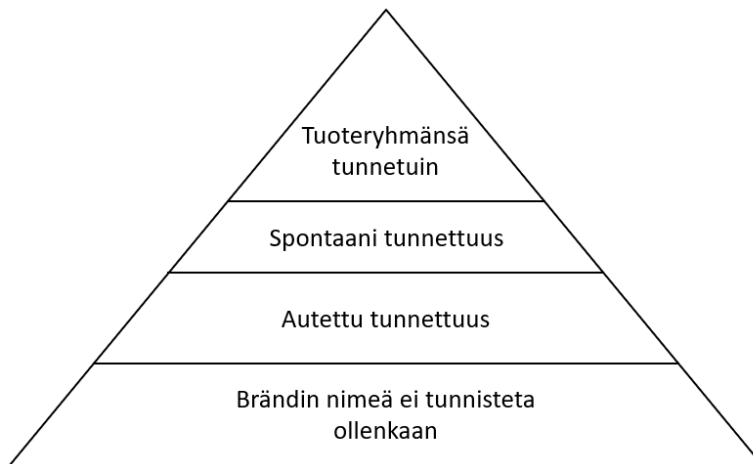 Tuoteryhmänsä
tunnetuin
Spontaani tunnettuus
Autettu tunnettuus
Brändin nimeä ei tunnisteta
ollenkaan